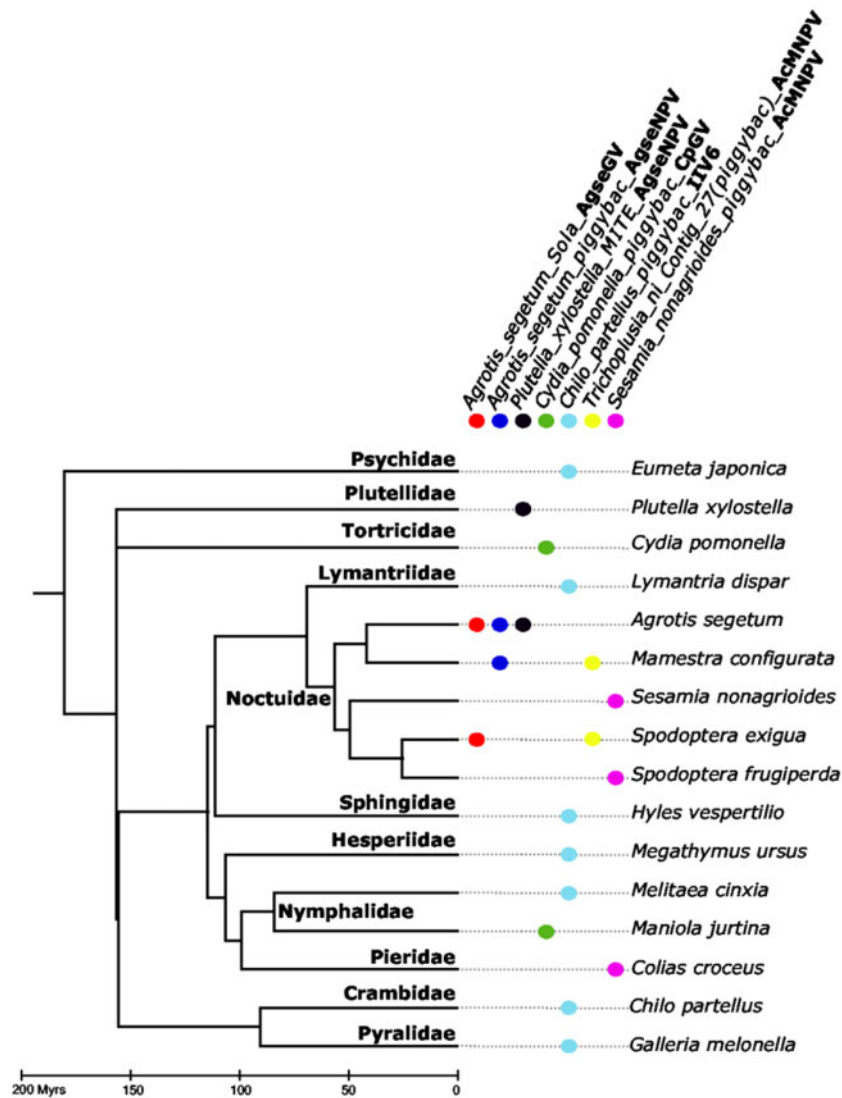 Agrotis_segetum_Sola_AgseGV
Agrotis_segetum_piggybac_AgseNPV
Plutella_xylostella_MITE_AgseNPV
Cydia_pomonella_piggybac_CpGV
Chilo_partellus_piggybac_IIV6
Trichoplusia_ni_Contig_27(piggybac)_AcMNPV
Sesamia_nonagrioides_piggybac_AcMNPV
Psychidae Eumeta japonica
Plutellidae Plutella xylostella
Tortricidae Cydia pomonella
Lymantriidae Lymantria dispar
Agrotis segetum
Mamestra configurata
Noctuidae Sesamia nonagrioides
Spodoptera exigua
Spodoptera frugiperda
Sphingidae Hyles vespertilio
Hesperiidae Megathymus ursus
Melitaea cinxia
Nymphalidae Maniola jurtina
Pieridae Colias croceus
Crambidae Chilo partellus
Pyralidae Galleria melonella
200 Myrs 150 100 50 0